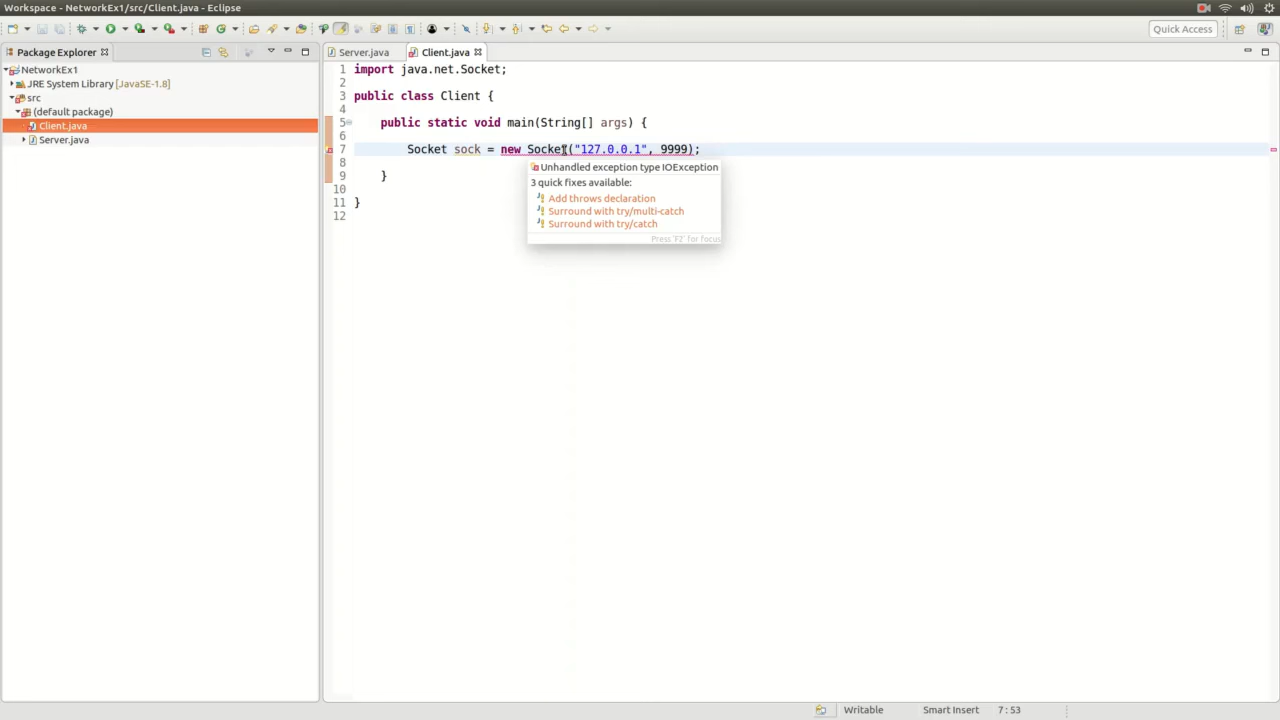 Workspace - NetworkEx1/src/Client.java - Eclipse
Quick Access
Package Explorer
Server.java
Client.java
NetworkEx1
JRE System Library [JavaSE-1.8]
src
(default package)
Client.java
Server.java
1 import java.net.Socket;
2
3 public class Client {
4
5 public static void main(String[] args) {
6
7 Socket sock = new Socket("127.0.0.1", 9999);
8
9 }
10
11 }
12
Unhandled exception type IOException
3 quick fixes available:
Add throws declaration
Surround with try/multi-catch
Surround with try/catch
Press 'F2' for focus
Writable
Smart Insert
7 : 53